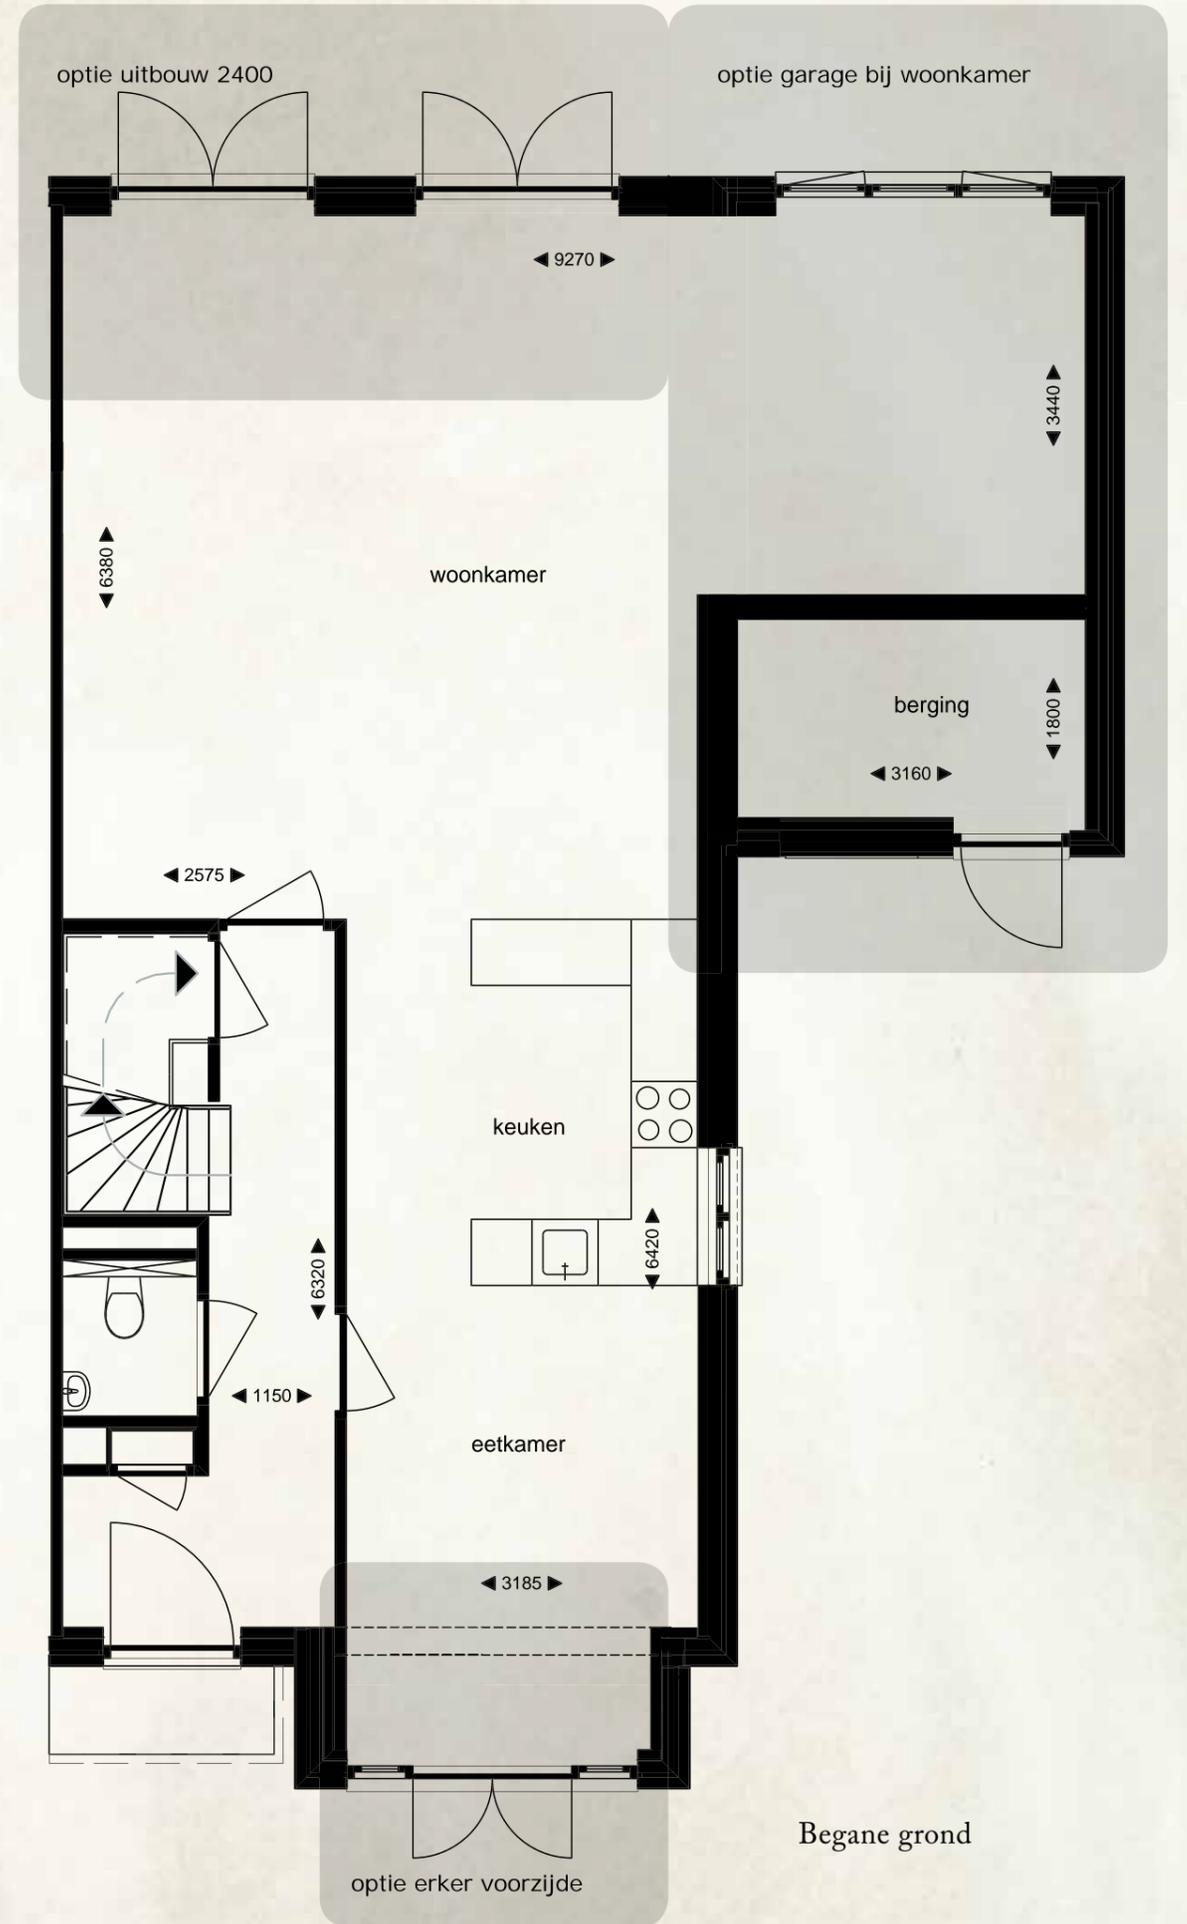 optie uitbouw 2400
optie garage bij woonkamer
9270
3440
6380
woonkamer
berging
1800
3160
2575
keuken
6420
6320
1150
eetkamer
3185
Begane grond
optie erker voorzijde